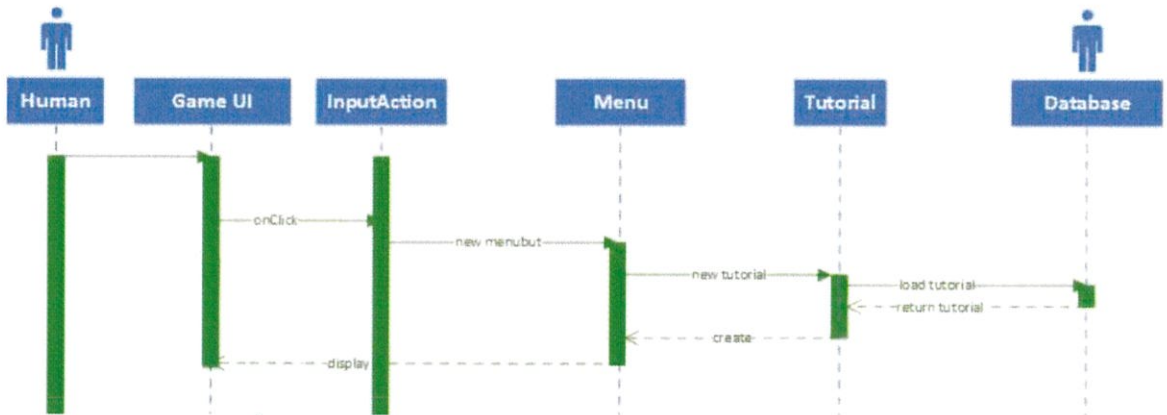 Human
Game UI
InputAction
Menu
Tutorial
Database
onClick
new menubut
new tutorial
load tutorial
return tutorial
create
display